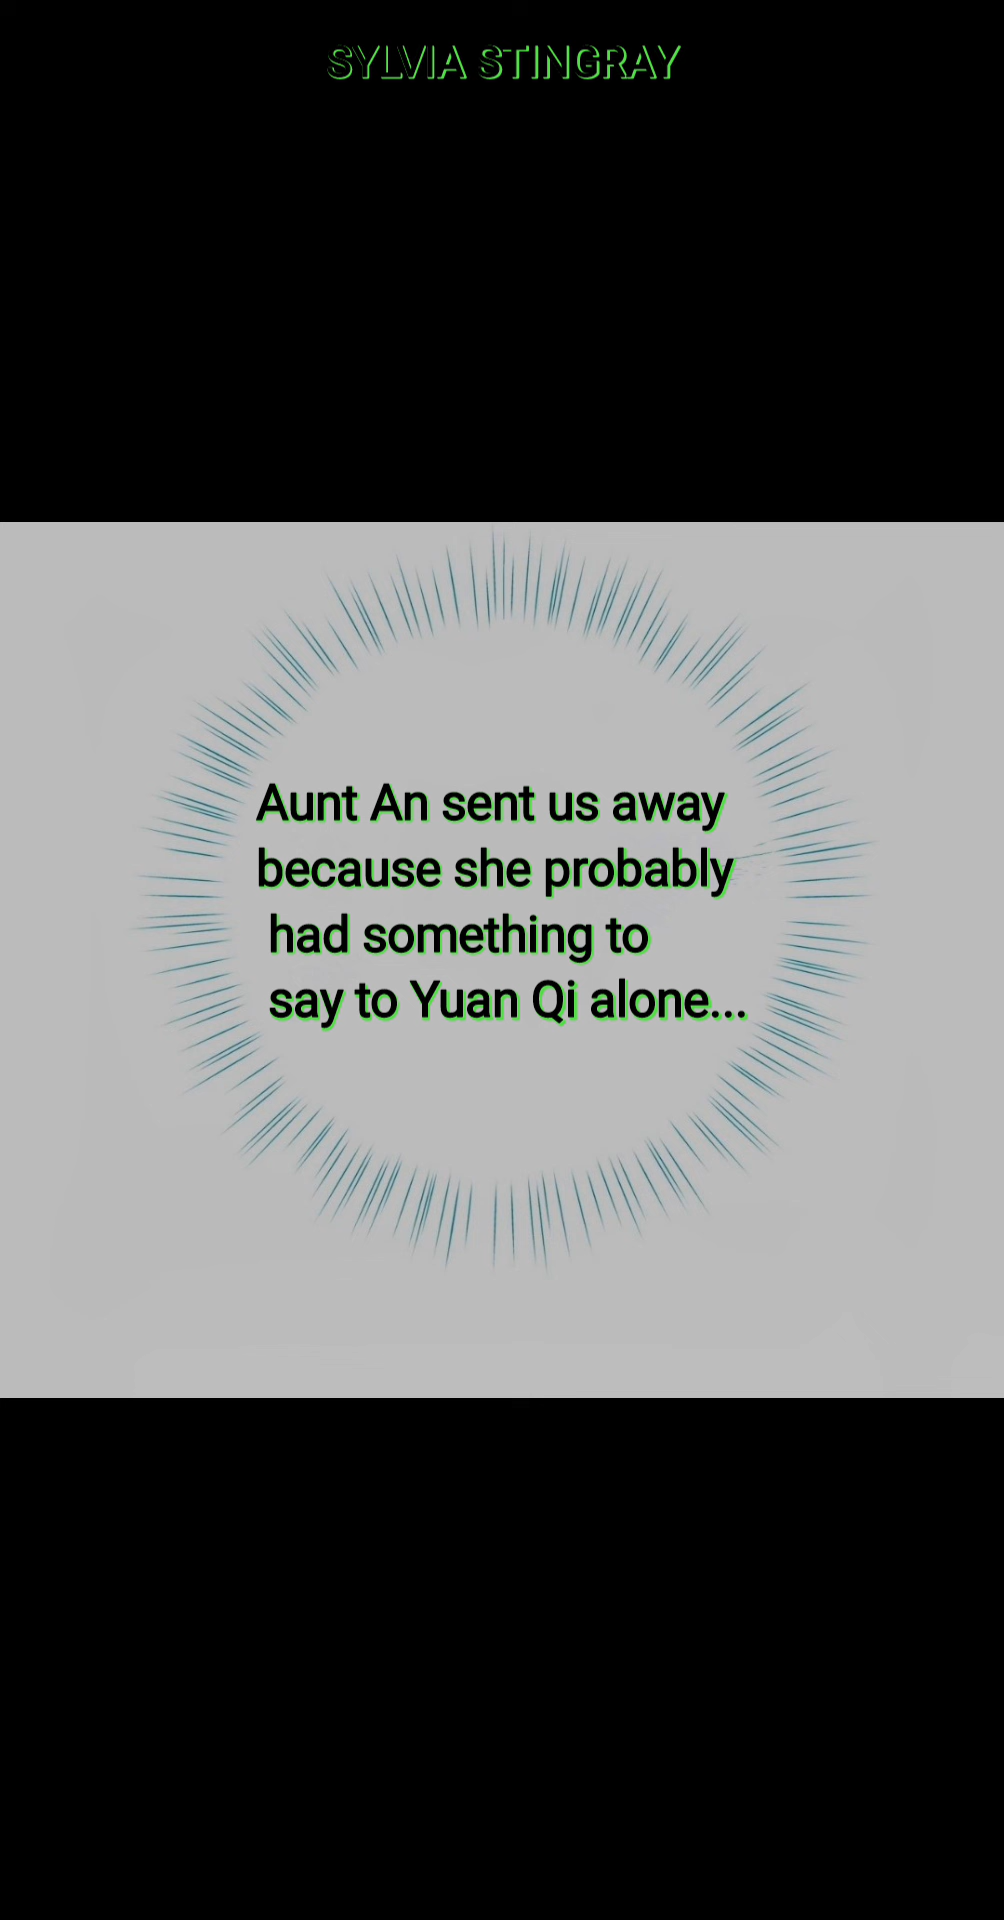 SYLVIA STINGRAY
Aunt An sent us away
because she probably
had something to
say to Yuan Qi alone...